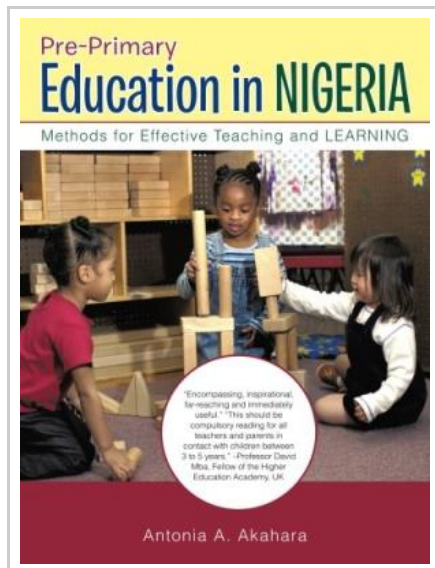 Pre-Primary
Education in NIGERIA
Methods for Effective Teaching and LEARNING
"Encompassing, inspirational,
far-reaching and immediately
useful." "This should be
compulsory reading for all
teachers and parents in
contact with children between
3 to 5 years." -Professor David
Mba, Fellow of the Higher
Education Academy, UK
Antonia A. Akahara